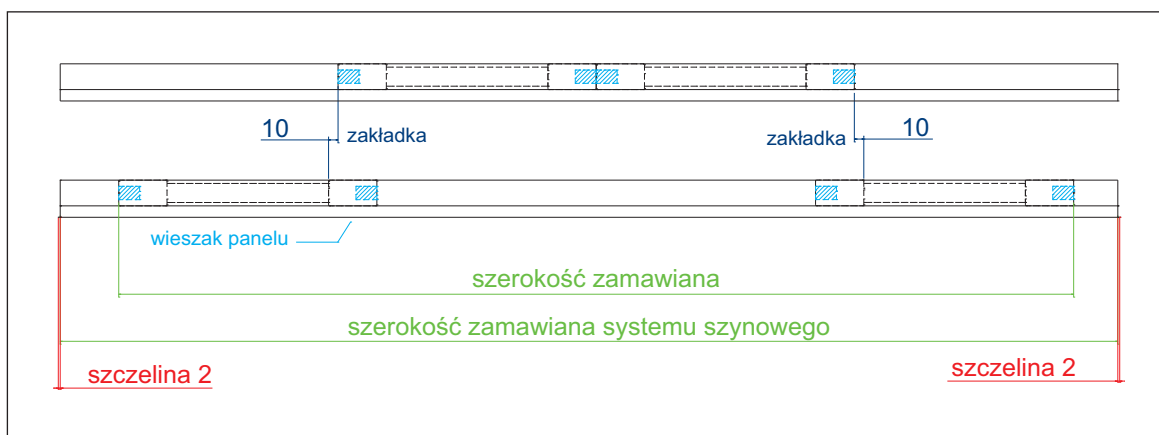 10
zakładka
zakładka
10
wieszak panelu
szerokość zamawiana
szerokość zamawiana systemu szynowego
szczelina 2
szczelina 2